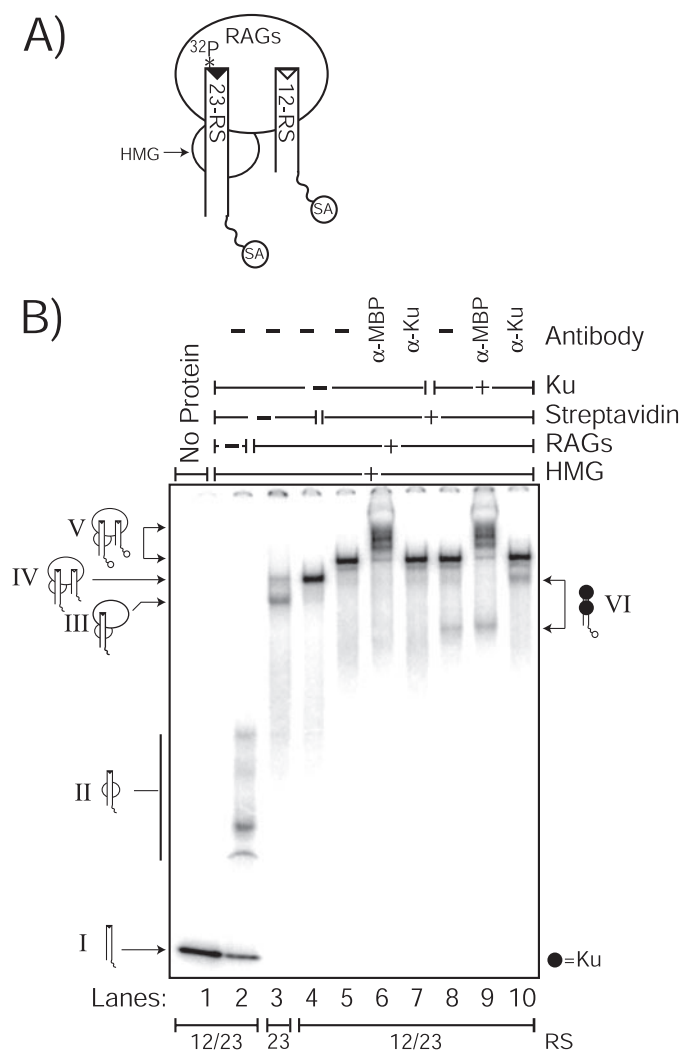 A)
RAGs
32P
*
23-RS
12-RS
HMG
SA
SA
B)
No Protein
- - - - α-MBP α-Ku - α-MBP α-Ku Antibody
- + Ku
- + Streptavidin
- + RAGs
+ HMG
V
IV
III
VI
II
I
=Ku
Lanes: 1 2 3 4 5 6 7 8 9 10
12/23 23 12/23 RS